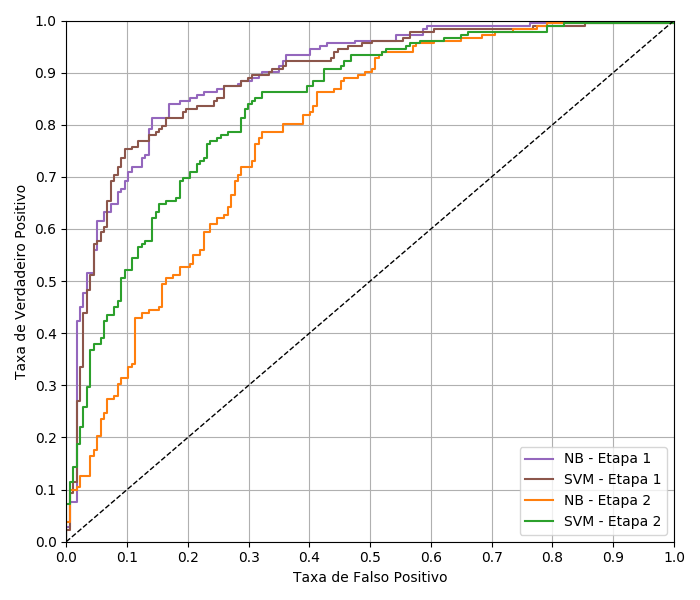 1.0
0.9
0.8
0.7
0.6
0.5
0.4
0.3
0.2
0.1
0.0
Taxa de Verdadeiro Positivo
NB - Etapa 1
SVM - Etapa 1
NB - Etapa 2
SVM - Etapa 2
0.0 0.1 0.2 0.3 0.4 0.5 0.6 0.7 0.8 0.9 1.0
Taxa de Falso Positivo